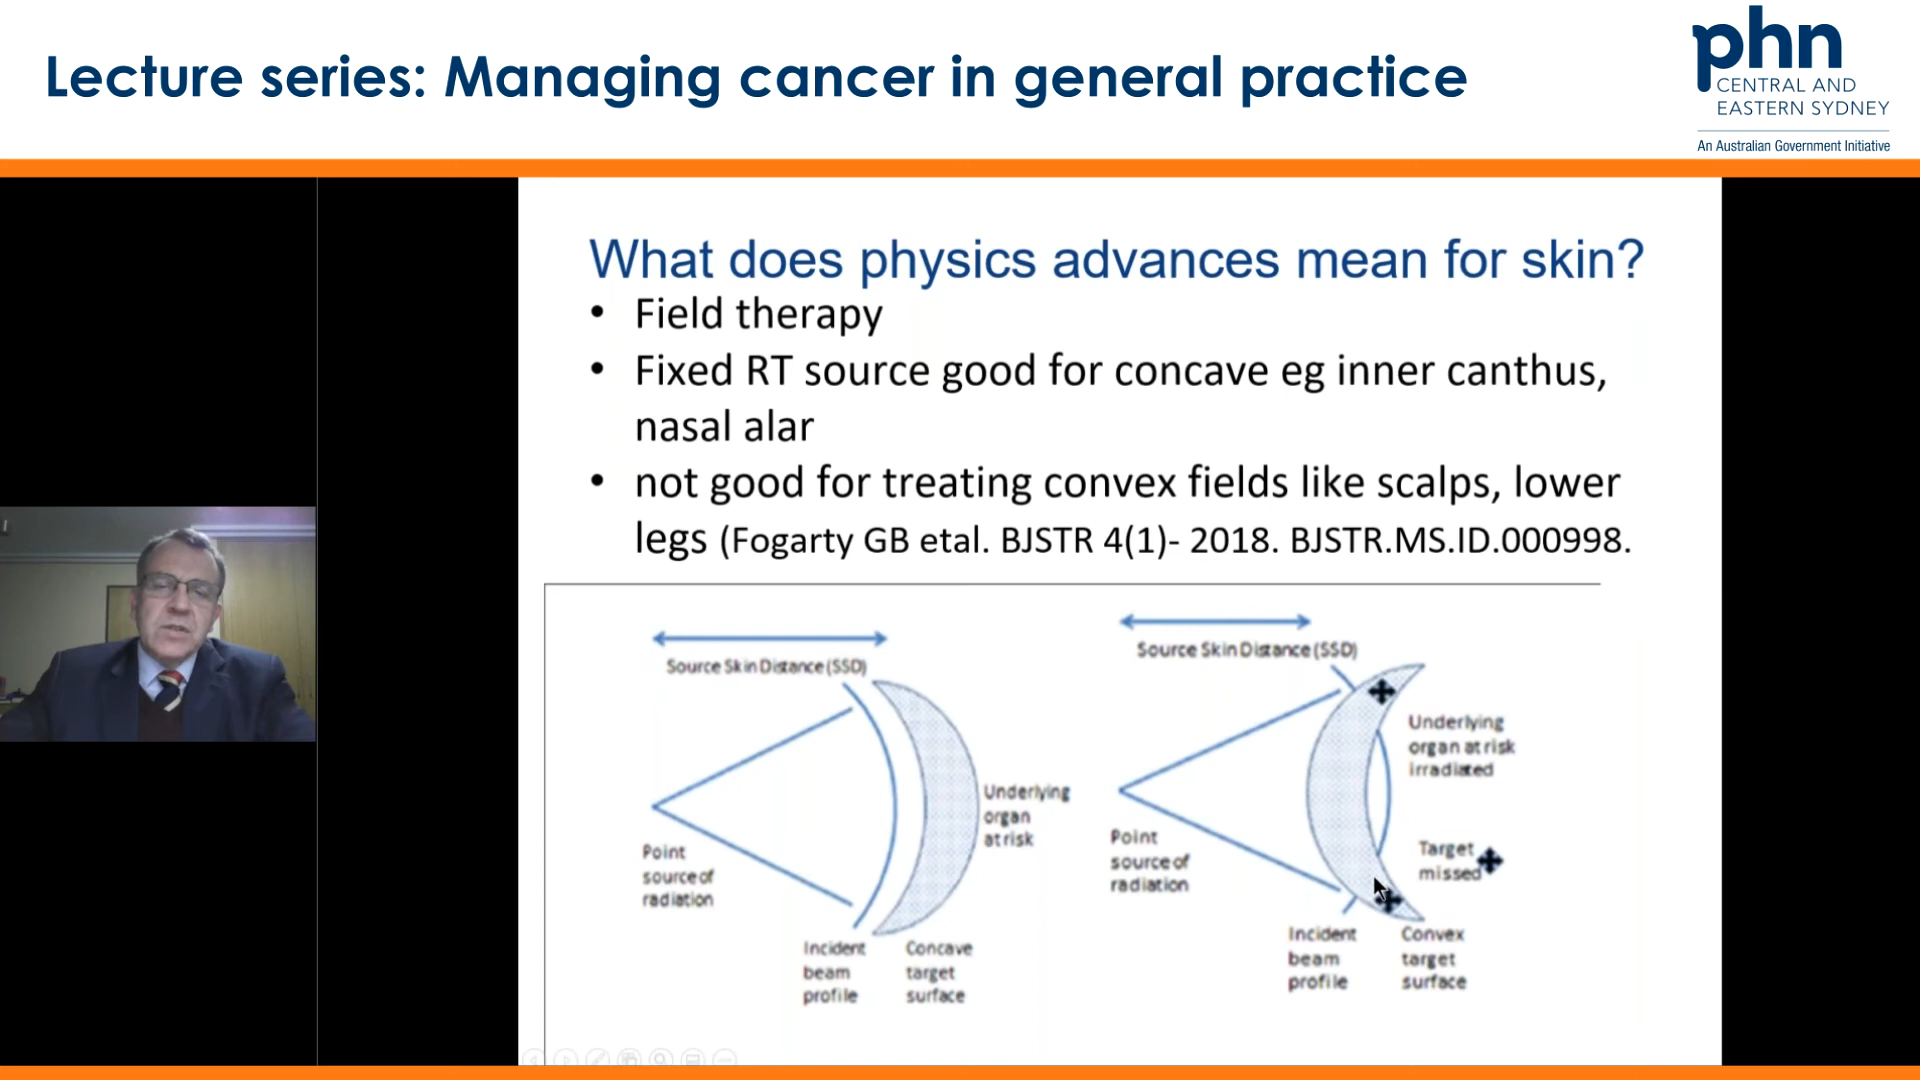 Lecture series: Managing cancer in general practice
phn
CENTRAL AND
EASTERN SYDNEY
An Australian Government Initiative
What does physics advances mean for skin?
• Field therapy
• Fixed RT source good for concave eg inner canthus,
nasal alar
• not good for treating convex fields like scalps, lower
legs (Fogarty GB etal. BJSTR 4(1)- 2018. BJSTR.MS.ID.000998.
Source Skin Distance (SSD)
Point
source of
radiation
Incident
beam
profile
Concave
target
surface
Underlying
organ
at risk
Source Skin Distance (SSD)
Point
source of
radiation
Incident
beam
profile
Convex
target
surface
Underlying
organ at risk
irradiated
Target
missed